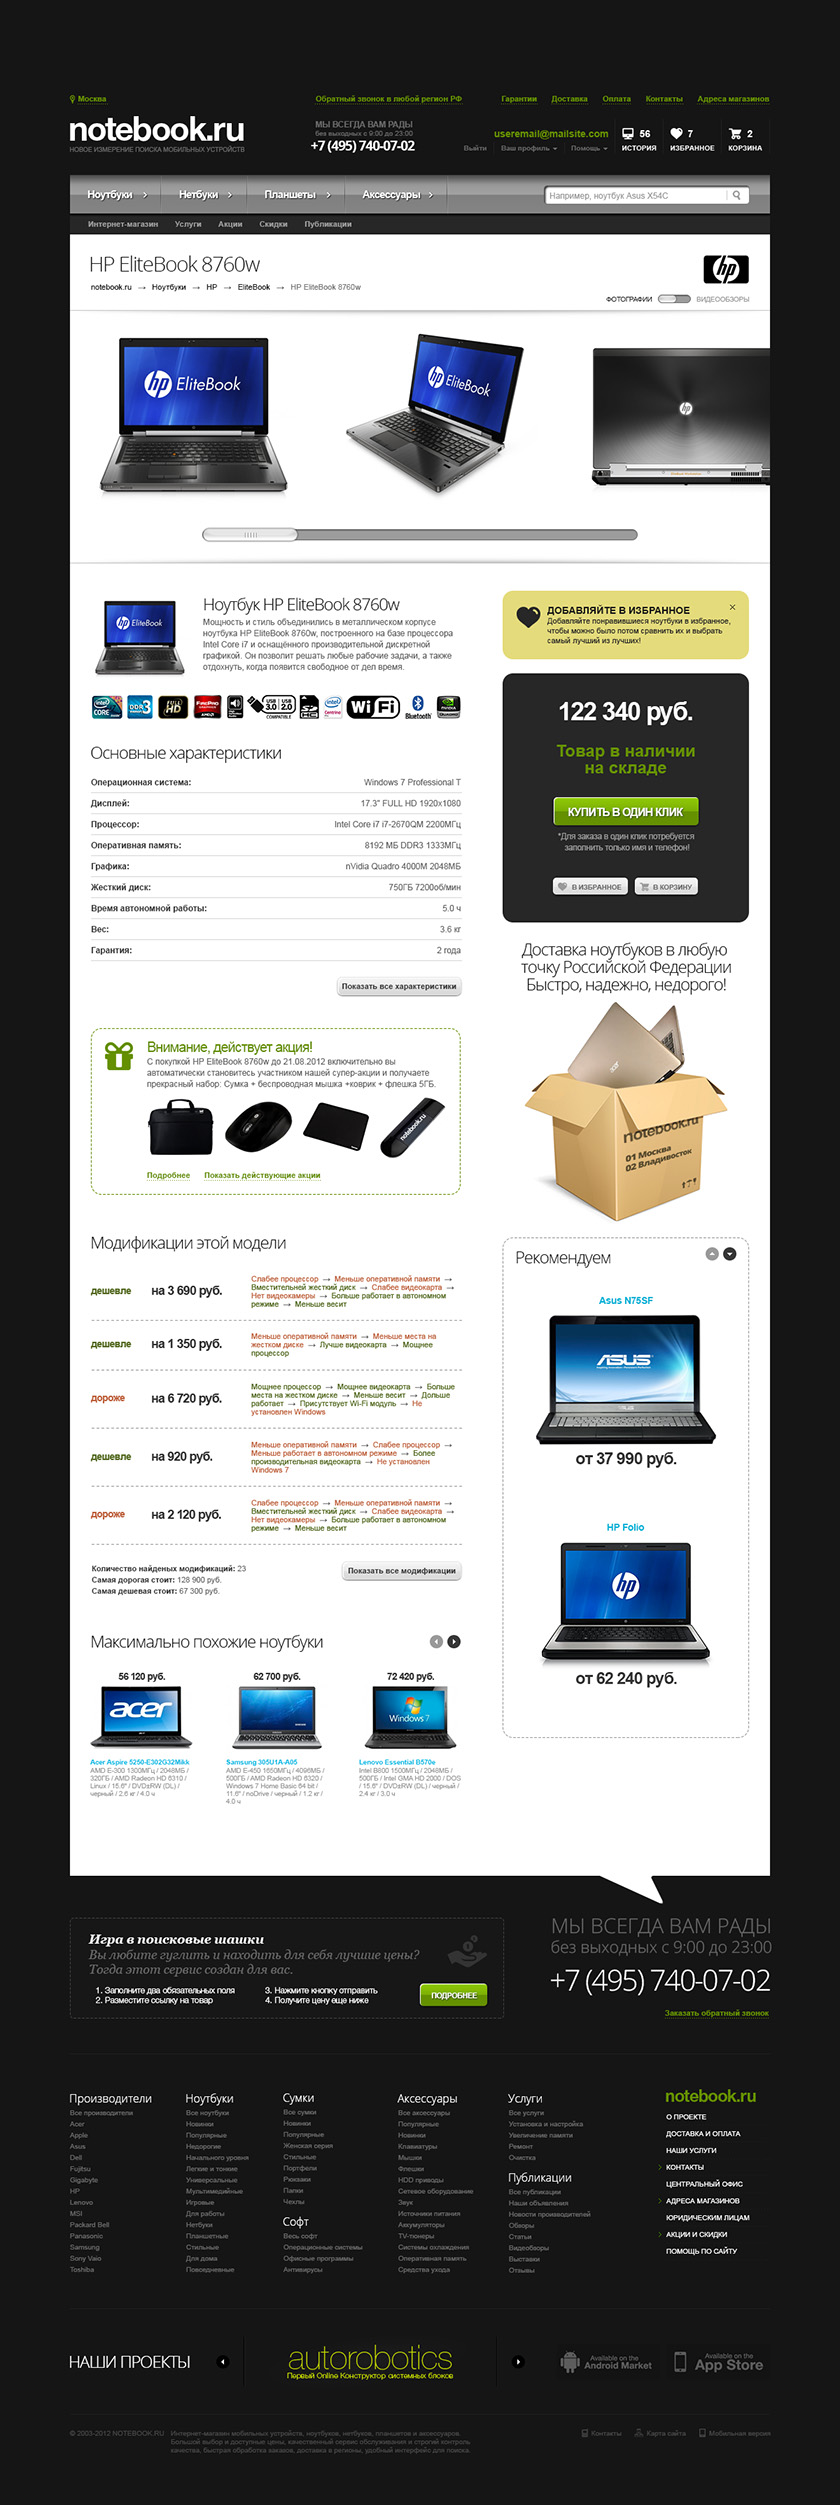 Москва
Обратный звонок в любой регион РФ
Гарантии Доставка Оплата Контакты Адреса магазинов
notebook.ru
НОВОЕ ИЗМЕРЕНИЕ ПОИСКА МОБИЛЬНЫХ УСТРОЙСТВ
МЫ ВСЕГДА ВАМ РАДЫ
без выходных с 9:00 до 23:00
+7 (495) 740-07-02
useremail@mailsite.com
Выйти Ваш профиль Помощь
56 ИСТОРИЯ
7 ИЗБРАННОЕ
2 КОРЗИНА
Ноутбуки Нетбуки Планшеты Аксессуары
Например, ноутбук Asus X54C
Интернет-магазин Услуги Акции Скидки Публикации
HP EliteBook 8760w
notebook.ru → Ноутбуки → HP → EliteBook → HP EliteBook 8760w
hp
ФОТОГРАФИИ ВИДЕООБЗОРЫ
hp EliteBook
hp EliteBook
hp
hp EliteBook
Ноутбук HP EliteBook 8760w
Мощность и стиль объединились в металлическом корпусе
ноутбука HP EliteBook 8760w, построенного на базе процессора
Intel Core i7 и оснащённого производительной дискретной
графикой. Он позволит решать любые рабочие задачи, а также
отдохнуть, когда появится свободное от дел время.
ДОБАВЛЯЙТЕ В ИЗБРАННОЕ
Добавляйте понравившиеся ноутбуки в избранное,
чтобы можно было потом сравнить их и выбрать
самый лучший из лучших!
CORE DDR3 HD FirePro AMD USB 3.0 USB 2.0 COMPATIBLE HC intel Centrino WiFi Bluetooth NVIDIA
122 340 руб.
Товар в наличии
на складе
КУПИТЬ В ОДИН КЛИК
*Для заказа в один клик потребуется
заполнить только имя и телефон!
В ИЗБРАННОЕ В КОРЗИНУ
Основные характеристики
Операционная система: Windows 7 Professional T
Дисплей: 17.3" FULL HD 1920x1080
Процессор: Intel Core i7 i7-2670QM 2200МГц
Оперативная память: 8192 МБ DDR3 1333МГц
Графика: nVidia Quadro 4000M 2048МБ
Жесткий диск: 750ГБ 7200об/мин
Время автономной работы: 5.0 ч
Вес: 3.6 кг
Гарантия: 2 года
Показать все характеристики
Доставка ноутбуков в любую
точку Российской Федерации
Быстро, надежно, недорого!
acer
notebook.ru
01 Москва
02 Владивосток
Внимание, действует акция!
С покупкой HP EliteBook 8760w до 21.08.2012 включительно вы
автоматически становитесь участником нашей супер-акции и получаете
прекрасный набор: Сумка + беспроводная мышка +коврик + флешка 5ГБ.
notebook.ru
Подробнее Показать действующие акции
Модификации этой модели
дешевле на 3 690 руб.
Слабее процессор → Меньше оперативной памяти →
Вместительней жесткий диск → Слабее видеокарта →
Нет видеокамеры → Больше работает в автономном
режиме → Меньше весит
дешевле на 1 350 руб.
Меньше оперативной памяти → Меньше места на
жестком диске → Лучше видеокарта → Мощнее
процессор
дороже на 6 720 руб.
Мощнее процессор → Мощнее видеокарта → Больше
места на жестком диске → Меньше весит → Дольше
работает → Присутствует Wi-Fi модуль → Не
установлен Windows
дешевле на 920 руб.
Меньше оперативной памяти → Слабее процессор →
Меньше работает в автономном режиме → Более
производительная видеокарта → Не установлен
Windows 7
дороже на 2 120 руб.
Слабее процессор → Меньше оперативной памяти →
Вместительней жесткий диск → Слабее видеокарта →
Нет видеокамеры → Больше работает в автономном
режиме → Меньше весит
Количество найденых модификаций: 23
Самая дорогая стоит: 128 900 руб.
Самая дешевая стоит: 67 300 руб.
Показать все модификации
Рекомендуем
Asus N75SF
ASUS
ASUS
от 37 990 руб.
HP Folio
hp
от 62 240 руб.
Максимально похожие ноутбуки
56 120 руб. 62 700 руб. 72 420 руб.
acer
Windows 7
Acer Aspire 5250-E302G32Mikk
AMD E-300 1300МГц / 2048МБ /
320ГБ / AMD Radeon HD 6310 /
Linux / 15.6" / DVD±RW (DL) /
черный / 2.6 кг / 4.0 ч
Samsung 305U1A-A05
AMD E-450 1650МГц / 4096МБ /
500ГБ / AMD Radeon HD 6320 /
Windows 7 Home Basic 64 bit /
11.6" / noDrive / черный / 1.2 кг /
4.0 ч
Lenovo Essential B570e
Intel B800 1500МГц / 2048МБ /
500ГБ / Intel GMA HD 2000 / DOS
/ 15.6" / DVD±RW (DL) / черный /
2.4 кг / 3.0 ч
Игра в поисковые шашки
Вы любите гуглить и находить для себя лучшие цены?
Тогда этот сервис создан для вас.
1. Заполните два обязательных поля
2. Разместите ссылку на товар
3. Нажмите кнопку отправить
4. Получите цену еще ниже
ПОДРОБНЕЕ
МЫ ВСЕГДА ВАМ РАДЫ
без выходных с 9:00 до 23:00
+7 (495) 740-07-02
Заказать обратный звонок
Производители
Все производители
Acer
Apple
Asus
Dell
Fujitsu
Gigabyte
HP
Lenovo
MSI
Packard Bell
Panasonic
Samsung
Sony Vaio
Toshiba
Ноутбуки
Все ноутбуки
Новинки
Популярные
Недорогие
Начального уровня
Легкие и тонкие
Универсальные
Мультимедийные
Игровые
Для работы
Нетбуки
Планшетные
Стильные
Для дома
Повседневные
Сумки
Все сумки
Новинки
Популярные
Женская серия
Стильные
Портфели
Рюкзаки
Папки
Чехлы
Софт
Весь софт
Операционные системы
Офисные программы
Антивирусы
Аксессуары
Все аксессуары
Популярные
Новинки
Клавиатуры
Мышки
Флешки
HDD приводы
Сетевое оборудование
Звук
Источники питания
Аккумуляторы
TV-тюнеры
Системы охлаждения
Оперативная память
Средства ухода
Услуги
Все услуги
Установка и настройка
Увеличение памяти
Ремонт
Очистка
Публикации
Все публикации
Наши объявления
Новости производителей
Обзоры
Статьи
Видеобзоры
Выставки
Отзывы
notebook.ru
О ПРОЕКТЕ
ДОСТАВКА И ОПЛАТА
НАШИ УСЛУГИ
КОНТАКТЫ
ЦЕНТРАЛЬНЫЙ ОФИС
АДРЕСА МАГАЗИНОВ
ЮРИДИЧЕСКИМ ЛИЦАМ
АКЦИИ И СКИДКИ
ПОМОЩЬ ПО САЙТУ
НАШИ ПРОЕКТЫ
autorobotics
Первый Online Конструктор системных блоков
Available on the
Android Market
Available on the
App Store
© 2003-2012 NOTEBOOK.RU
Интернет-магазин мобильных устройств, ноутбуков, нетбуков, планшетов и аксессуаров.
Большой выбор и доступные цены, качественный сервис обслуживания и строгий контроль
качества, быстрая обработка заказов, доставка в регионы, удобный интерфейс для поиска.
Контакты Карта сайта Мобильная версия